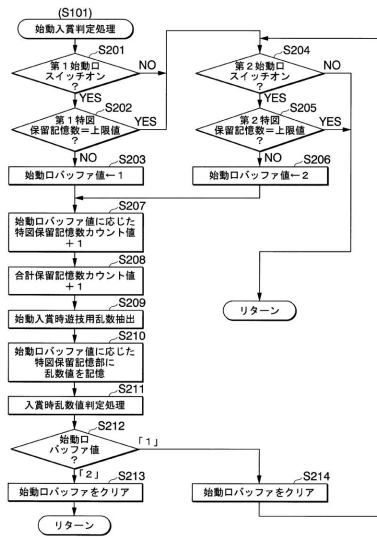 (S101)
始動入賞判定処理
S201
第1始動口
スイッチオン
?
NO
YES
S202
第1特図
保留記憶数=上限値
?
YES
NO
S203
始動口バッファ値←1
S204
第2始動口
スイッチオン
?
NO
YES
S205
第2特図
保留記憶数=上限値
?
YES
NO
S206
始動口バッファ値←2
S207
始動口バッファ値に応じた
特図保留記憶数カウント値
+1
S208
合計保留記憶数カウント値
+1
S209
始動入賞時遊技用乱数抽出
S210
始動口バッファ値に応じた
特図保留記憶部に
乱数値を記憶
S211
入賞時乱数値判定処理
S212
始動口
バッファ値
?
「1」
「2」
S213
始動口バッファをクリア
リターン
S214
始動口バッファをクリア
リターン